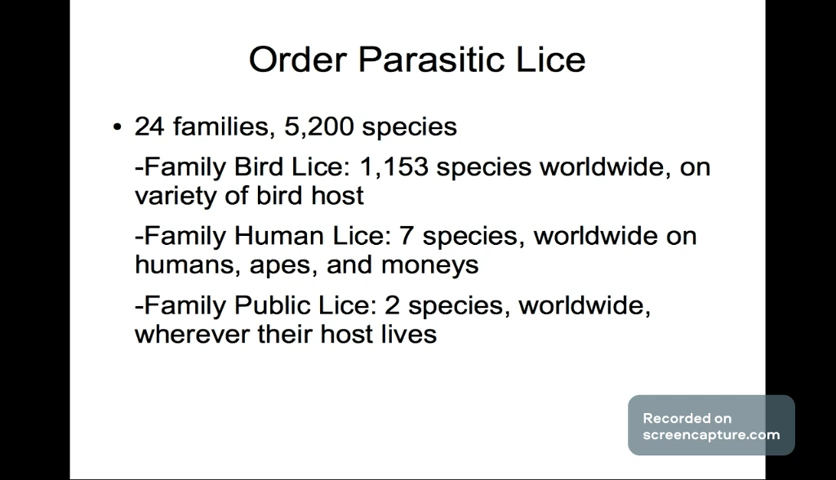 Order Parasitic Lice
• 24 families, 5,200 species
-Family Bird Lice: 1,153 species worldwide, on
variety of bird host
-Family Human Lice: 7 species, worldwide on
humans, apes, and moneys
-Family Public Lice: 2 species, worldwide,
wherever their host lives
Recorded on
screencapture.com